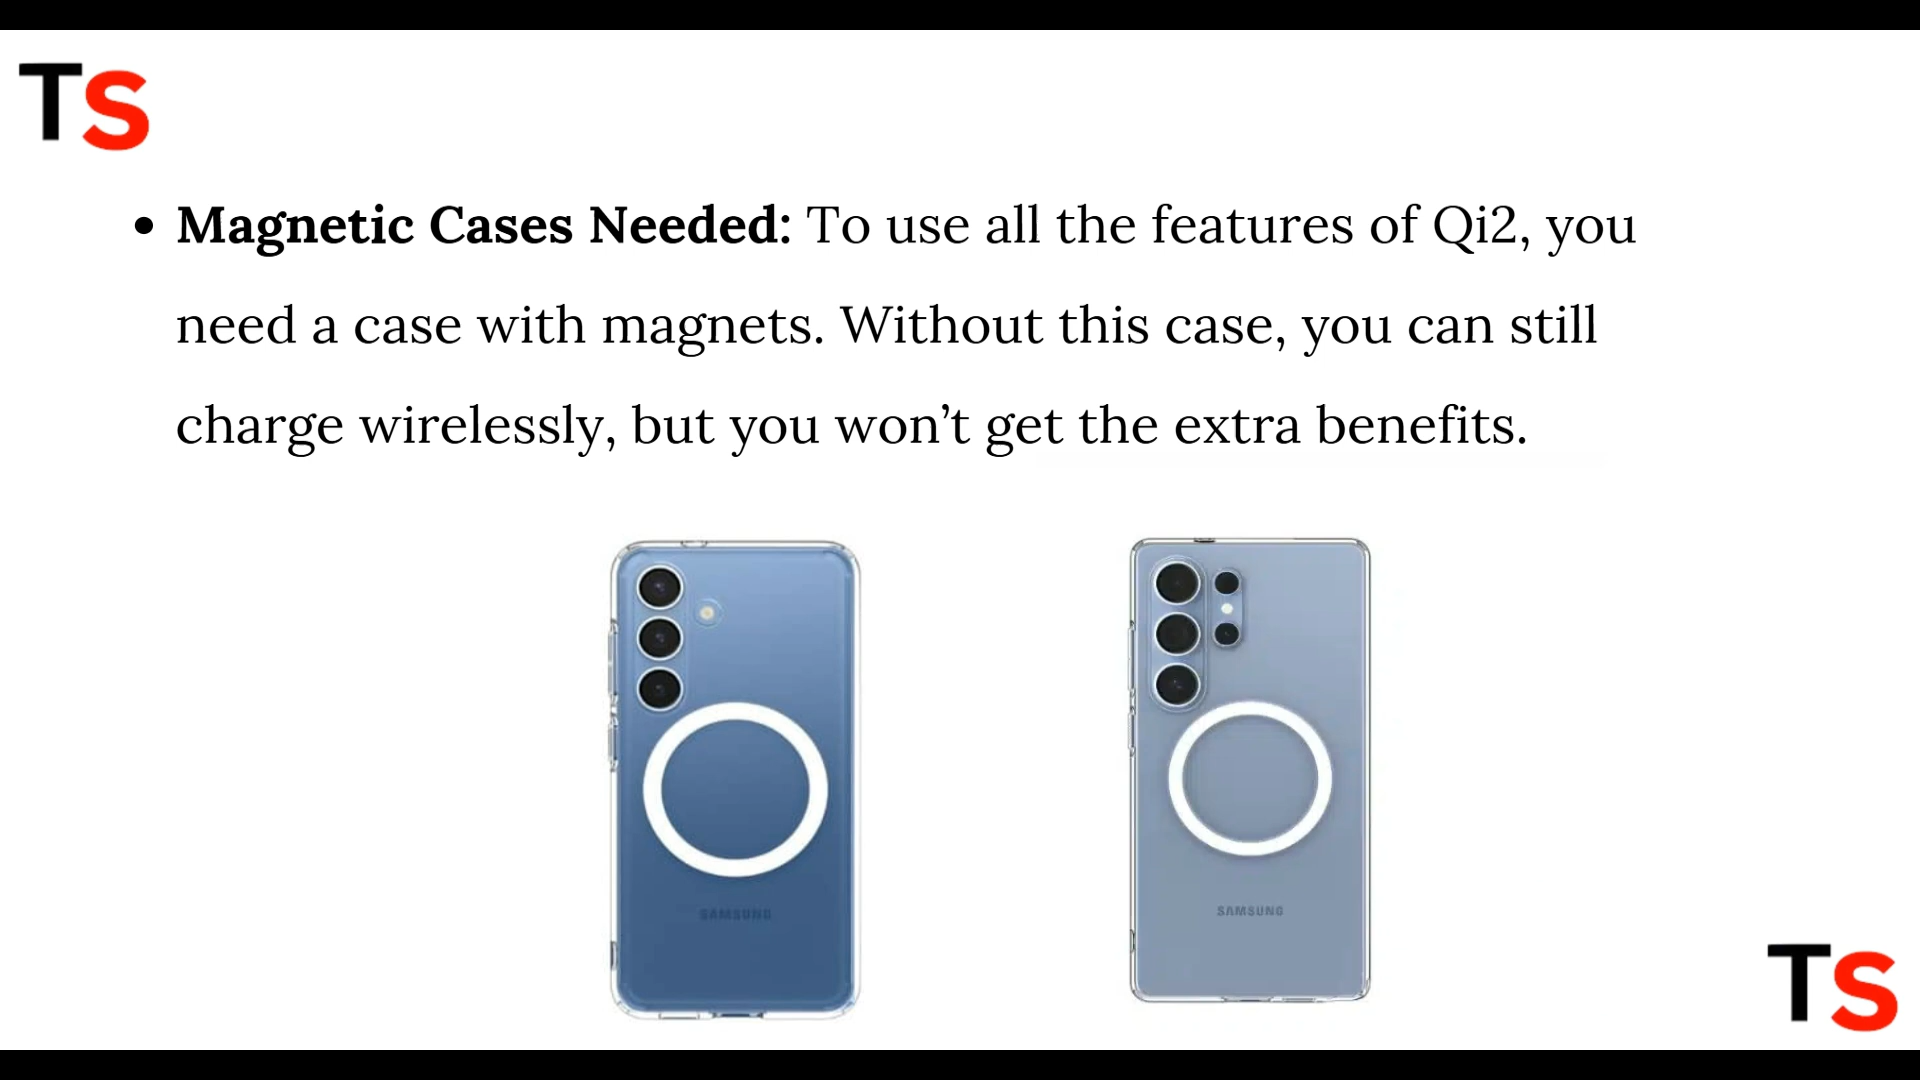 TS
• Magnetic Cases Needed: To use all the features of Qi2, you
need a case with magnets. Without this case, you can still
charge wirelessly, but you won’t get the extra benefits.
SAMSUNG
SAMSUNG
TS